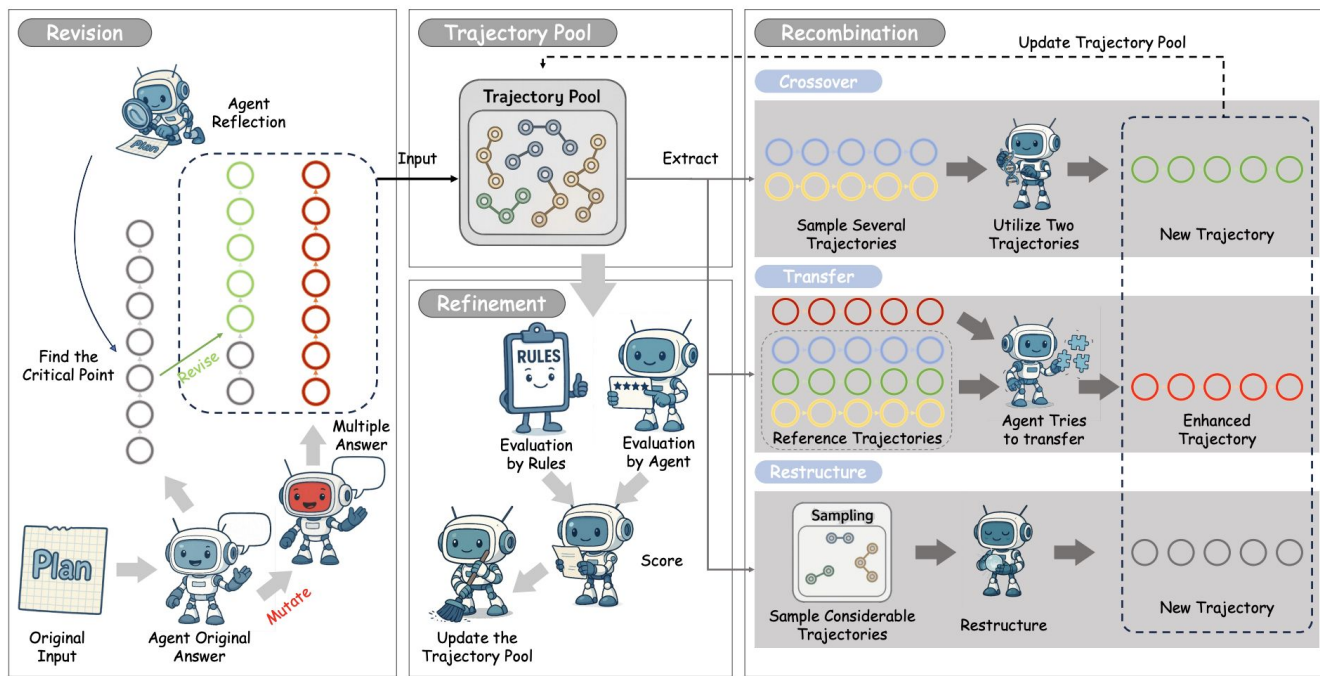 Revision
Plan
Agent
Reflection
Find the
Critical Point
Revise
Multiple
Answer
Plan
Original
Input
Agent Original
Answer
Mutate
Input
Trajectory Pool
Trajectory Pool
Extract
Refinement
RULES
Evaluation
by Rules
Evaluation
by Agent
Score
Update the
Trajectory Pool
Recombination
Update Trajectory Pool
Crossover
Sample Several
Trajectories
Utilize Two
Trajectories
New Trajectory
Transfer
Reference Trajectories
Agent Tries
to transfer
Enhanced
Trajectory
Restructure
Sampling
Sample Considerable
Trajectories
Restructure
New Trajectory